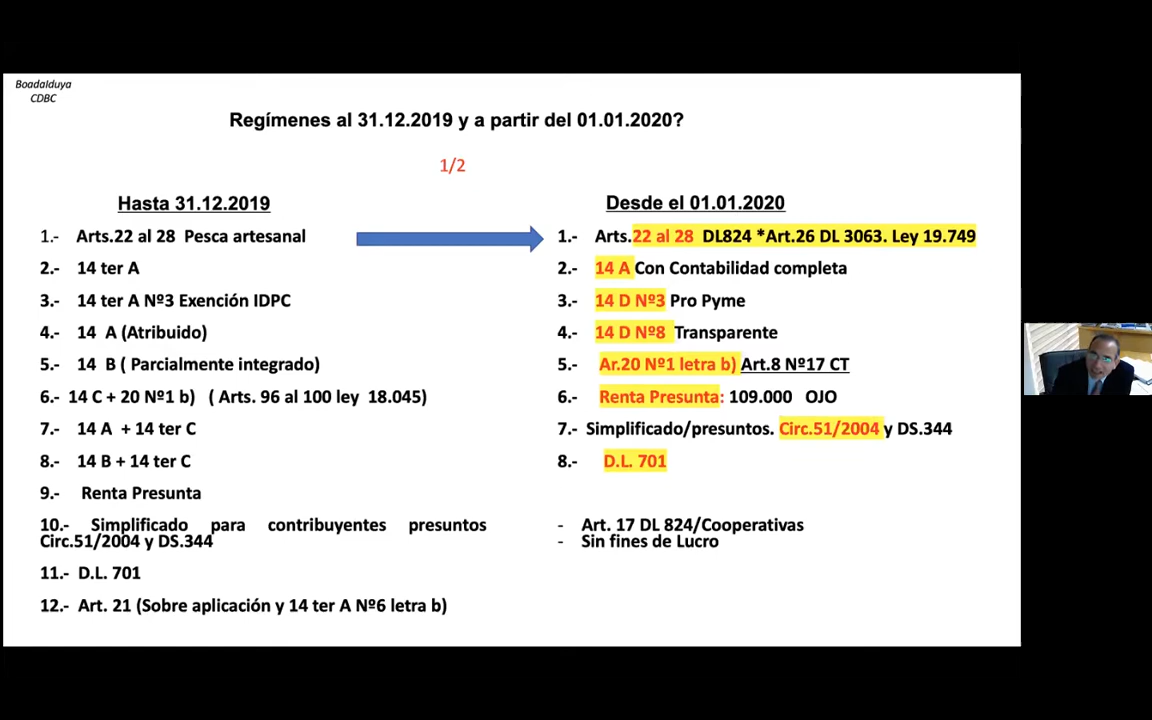 Boadalduya
CDBC
Regímenes al 31.12.2019 y a partir del 01.01.2020?
1/2
Hasta 31.12.2019
1.- Arts.22 al 28 Pesca artesanal
2.- 14 ter A
3.- 14 ter A Nº3 Exención IDPC
4.- 14 A (Atribuido)
5.- 14 B ( Parcialmente integrado)
6.- 14 C + 20 Nº1 b) ( Arts. 96 al 100 ley 18.045)
7.- 14 A + 14 ter C
8.- 14 B + 14 ter C
9.- Renta Presunta
10.- Simplificado para contribuyentes presuntos
Circ.51/2004 y DS.344
11.- D.L. 701
12.- Art. 21 (Sobre aplicación y 14 ter A Nº6 letra b)
Desde el 01.01.2020
1.- Arts.22 al 28 DL824 *Art.26 DL 3063. Ley 19.749
2.- 14 A Con Contabilidad completa
3.- 14 D Nº3 Pro Pyme
4.- 14 D Nº8 Transparente
5.- Ar.20 Nº1 letra b) Art.8 Nº17 CT
6.- Renta Presunta: 109.000 OJO
7.- Simplificado/presuntos. Circ.51/2004 y DS.344
8.- D.L. 701
- Art. 17 DL 824/Cooperativas
- Sin fines de Lucro